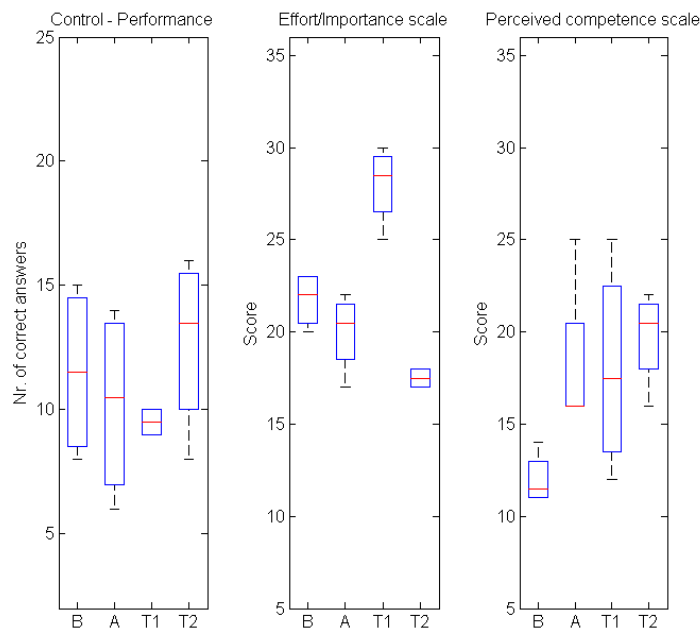 Control - Performance
25
20
15
10
5
Nr. of correct answers
B A T1 T2
Effort/Importance scale
35
30
25
20
15
10
5
Score
B A T1 T2
Perceived competence scale
35
30
25
20
15
10
5
Score
B A T1 T2